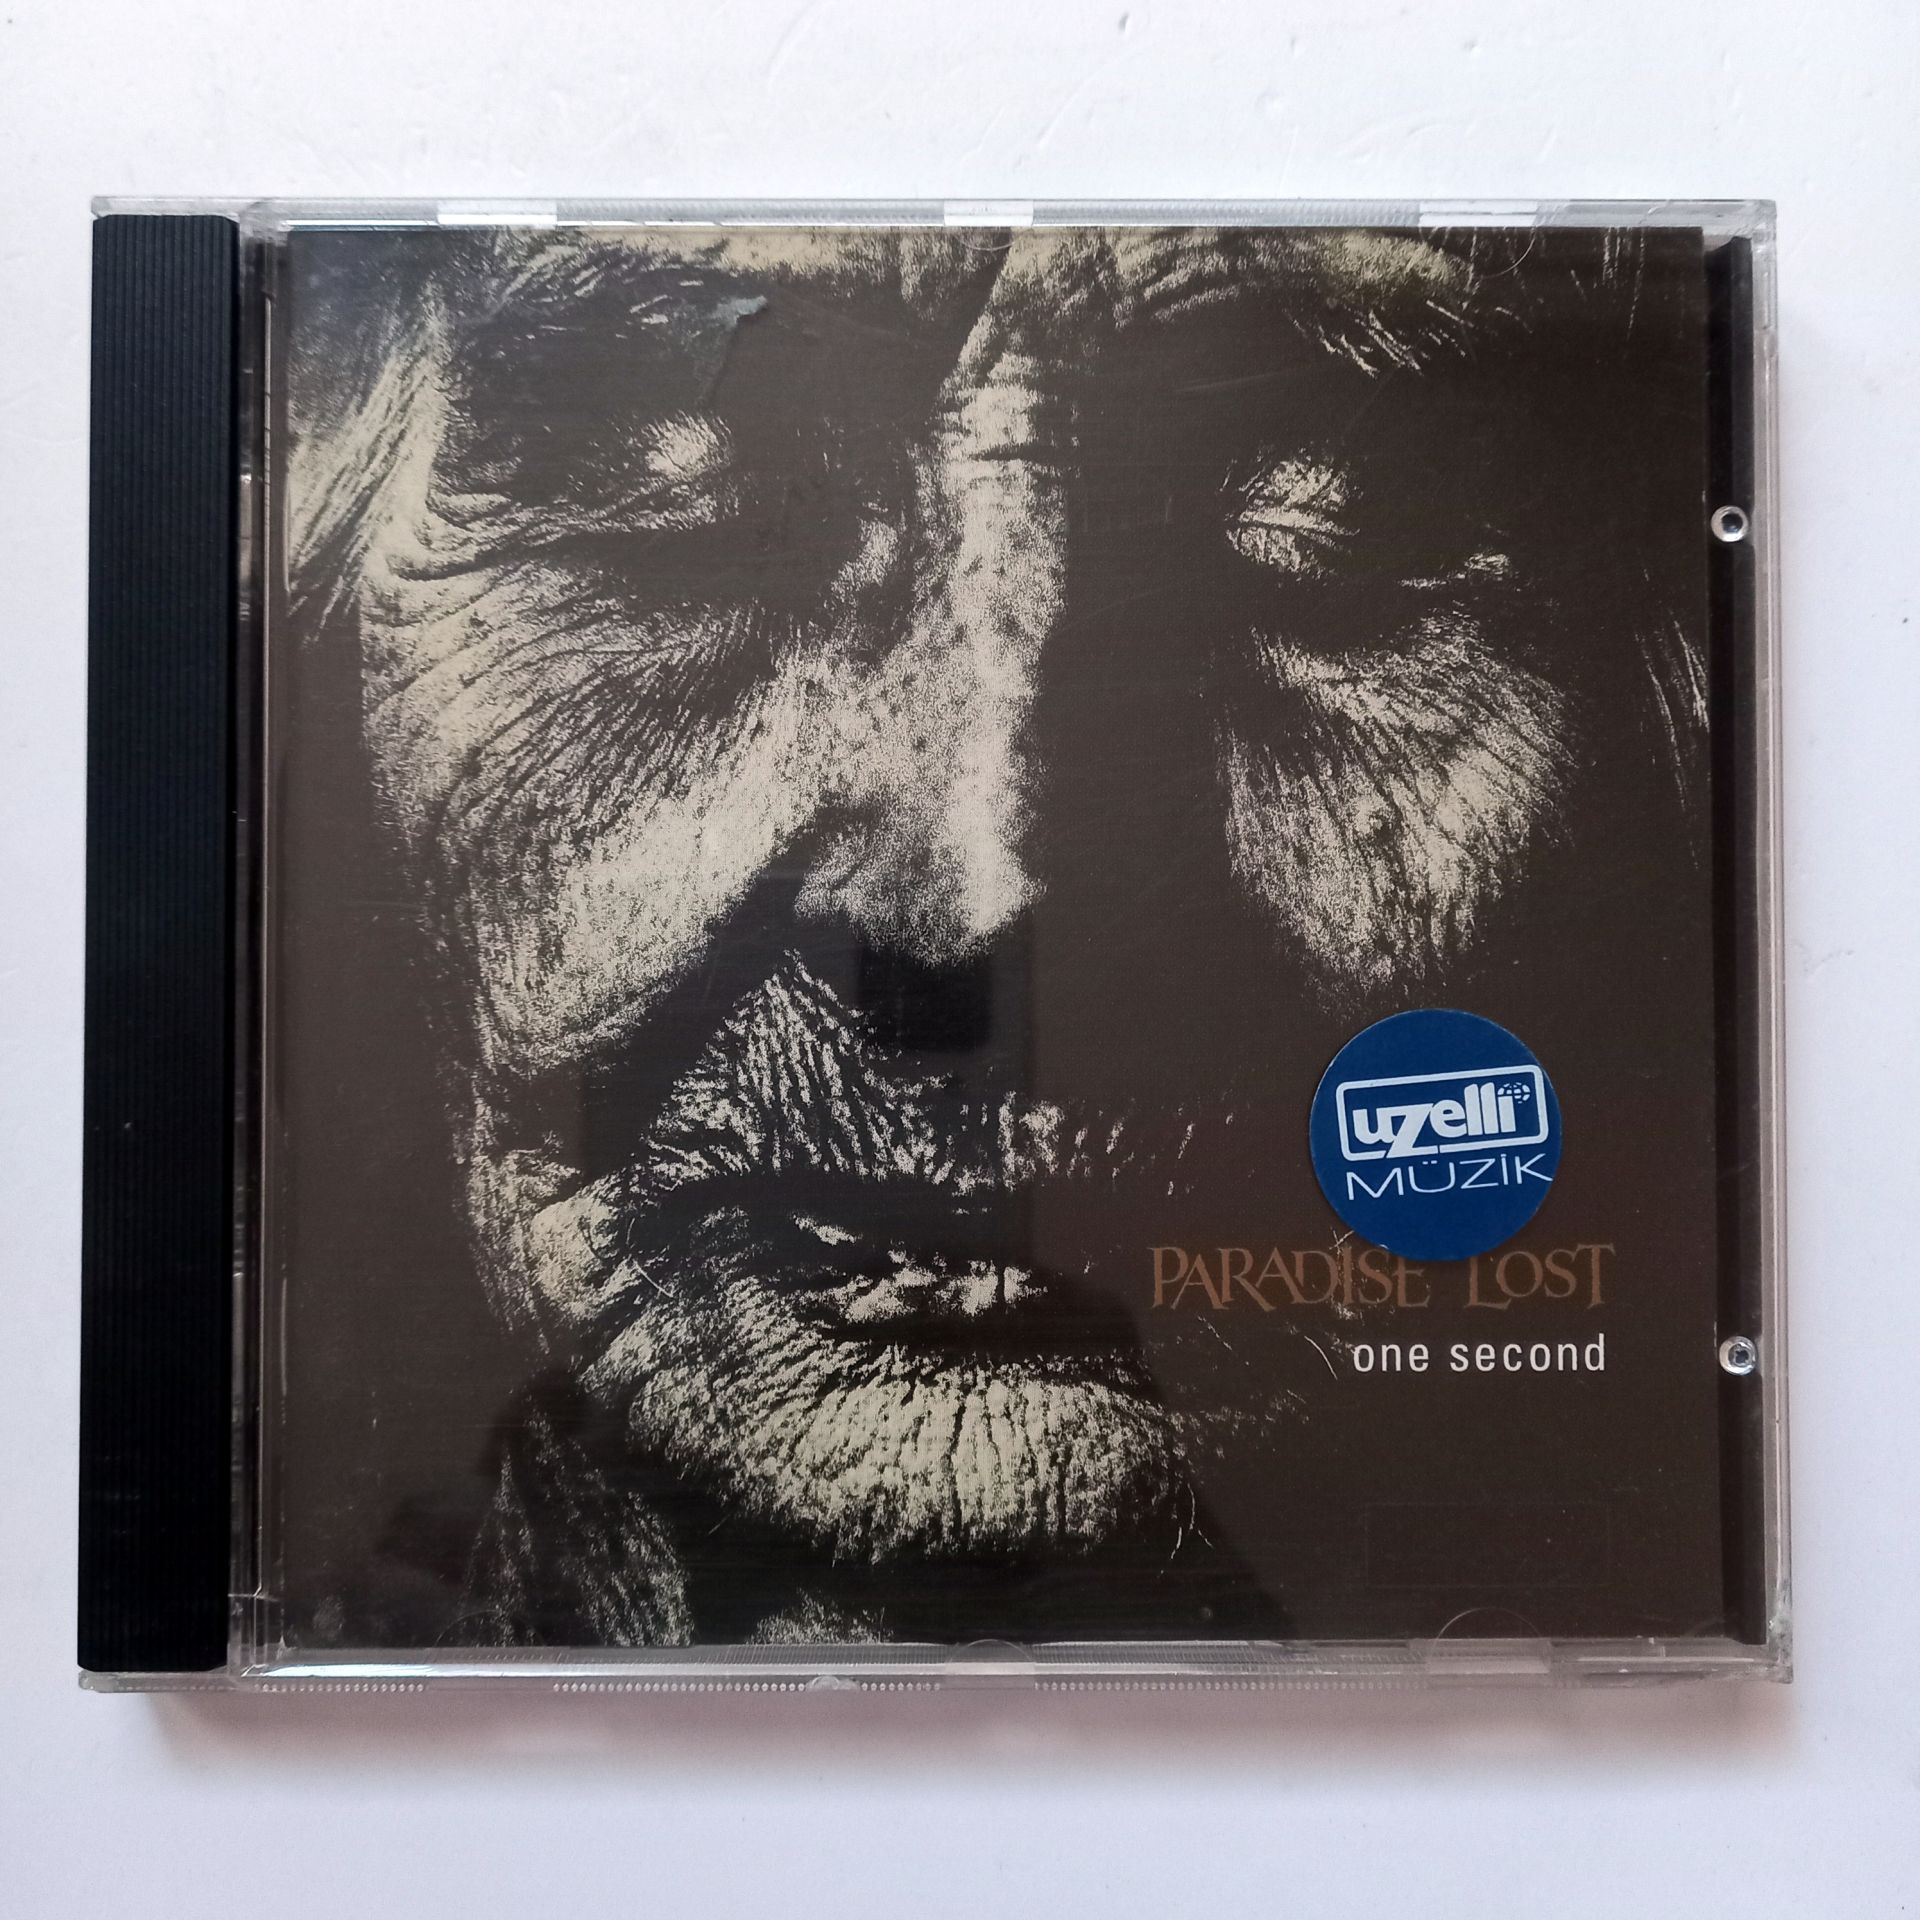 uzelli
MÜZİK
PARADISE LOST
one second